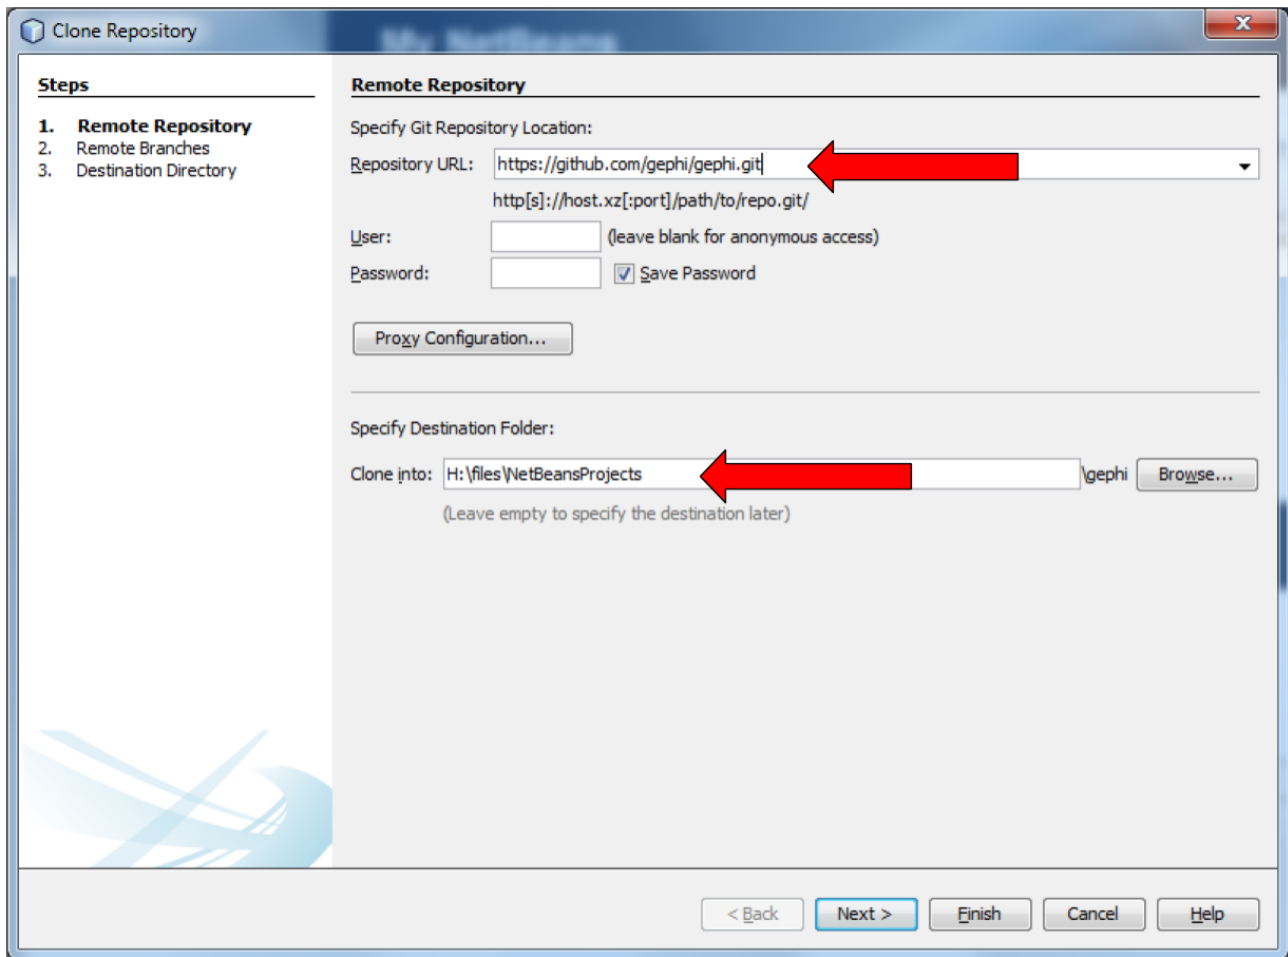 Clone Repository
My NetBeans
Steps
1. Remote Repository
2. Remote Branches
3. Destination Directory
Remote Repository
Specify Git Repository Location:
Repository URL: https://github.com/gephi/gephi.git
http[s]://host.xz[:port]/path/to/repo.git/
User: (leave blank for anonymous access)
Password: Save Password
Proxy Configuration...
Specify Destination Folder:
Clone into: H:\files\NetBeansProjects \gephi Browse...
(Leave empty to specify the destination later)
< Back Next > Finish Cancel Help